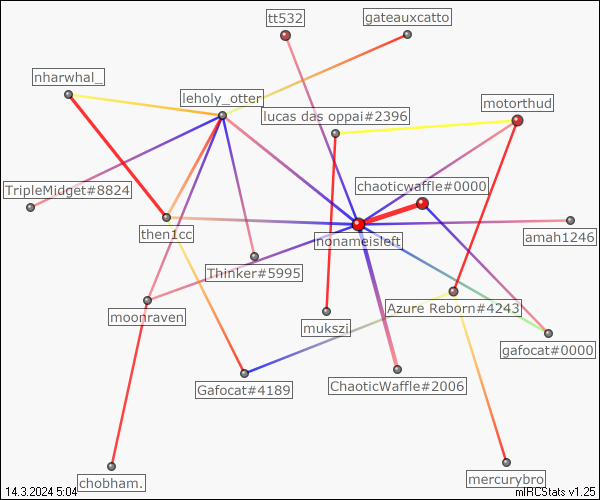 tt532
gateauxcatto
nharwhal_
leholy_otter
lucas das oppai#2396
motorthud
TripleMidget#8824
chaoticwaffle#0000
then1cc
nonameisleft
amah1246
Thinker#5995
moonraven
mukszi
Azure Reborn#4243
gafocat#0000
Gafocat#4189
ChaoticWaffle#2006
chobham.
mercurybro
14.3.2024 5:04
mIRCStats v1.25